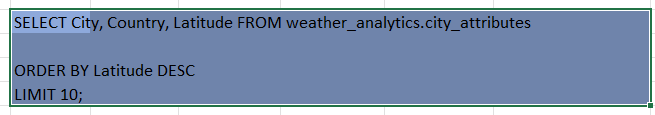 SELECT City, Country, Latitude FROM weather_analytics.city_attributes
ORDER BY Latitude DESC
LIMIT 10;